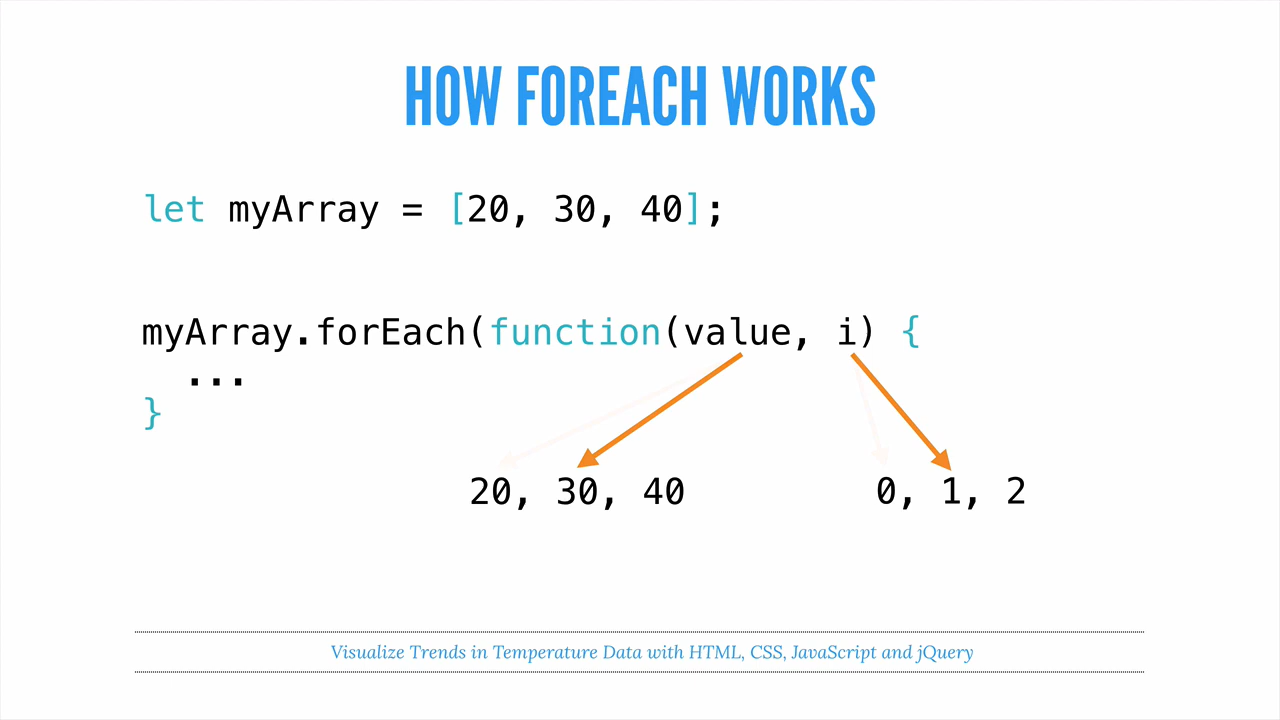 HOW FOREACH WORKS
let myArray = [20, 30, 40];
myArray.forEach(function(value, i) {
...
}
20, 30, 40 0, 1, 2
Visualize Trends in Temperature Data with HTML, CSS, JavaScript and jQuery